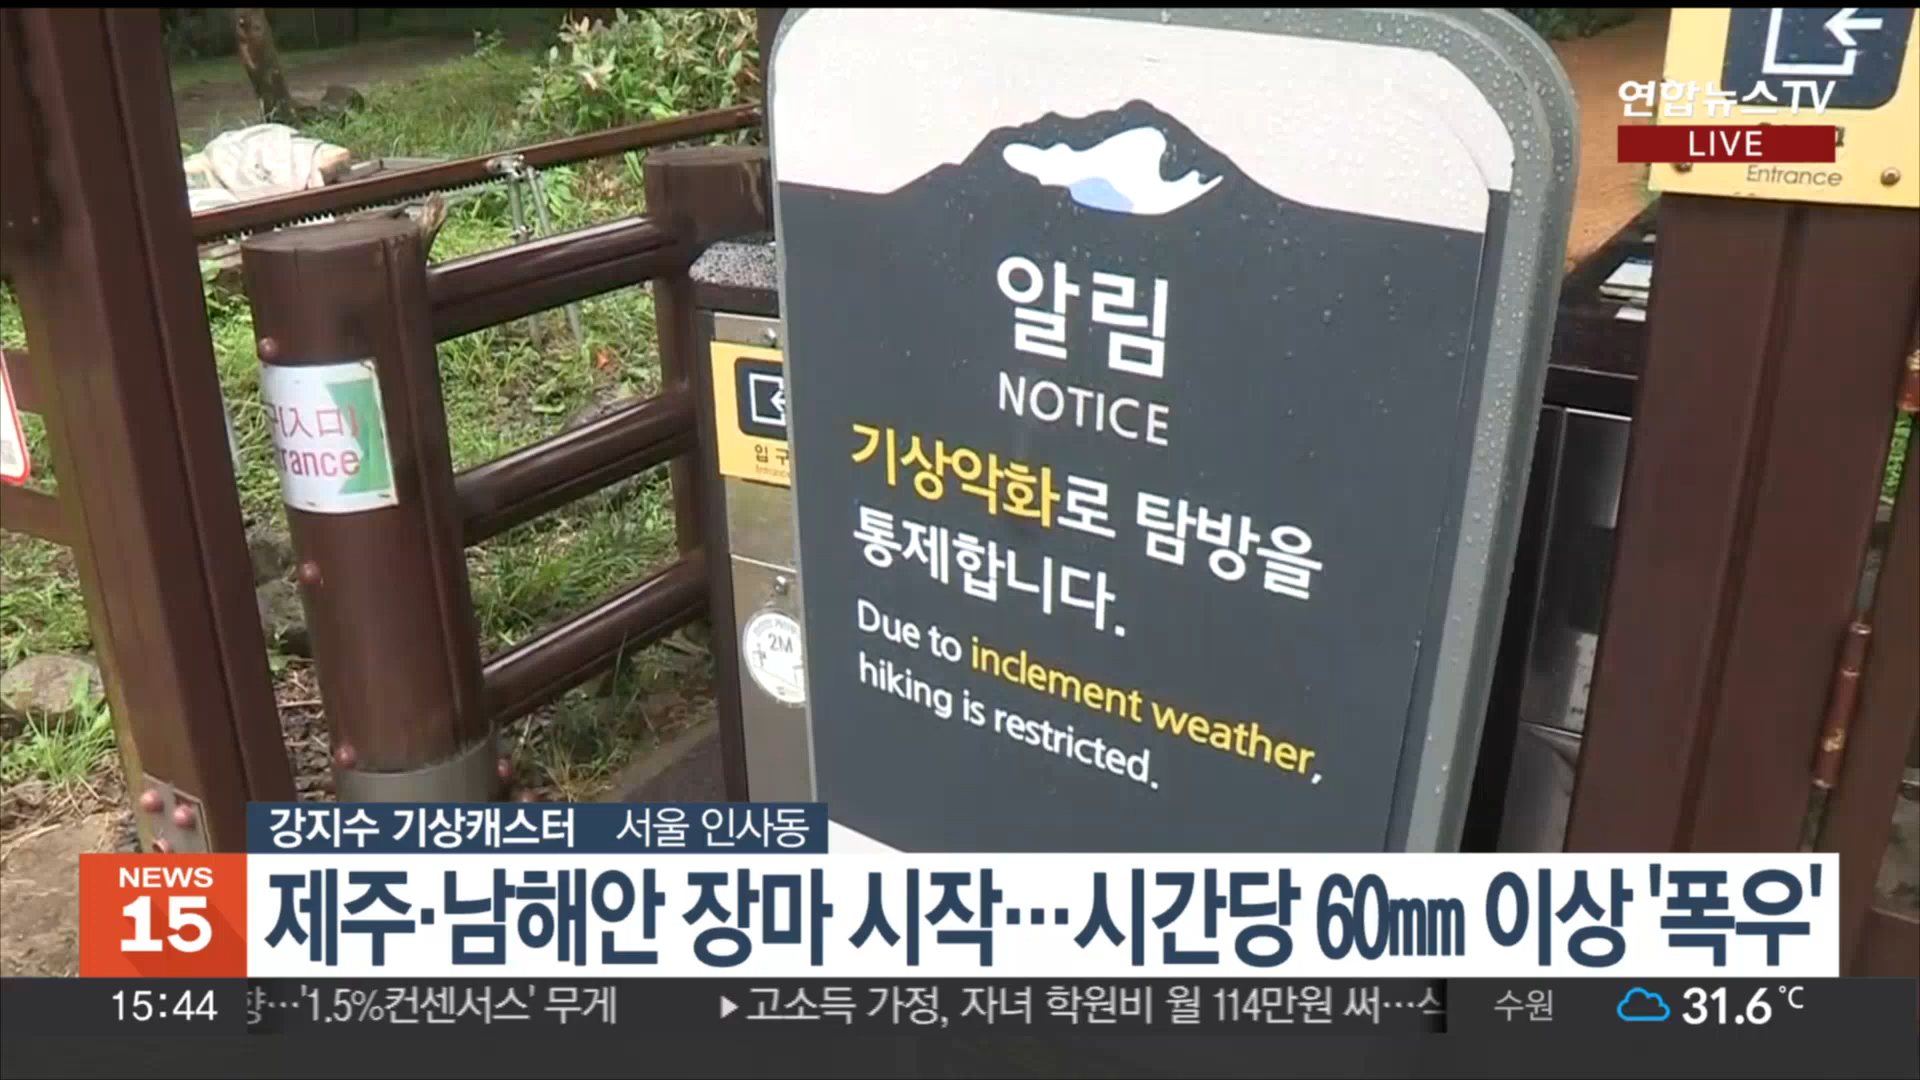 연합뉴스TV
LIVE
Entrance
알림
NOTICE
기상악화로 탐방을
통제합니다.
Due to inclement weather,
hiking is restricted.
(入口)
rance
입구
2M
강지수 기상캐스터 서울 인사동
NEWS
15
제주·남해안 장마 시작…시간당 60mm 이상 '폭우'
15:44 …'1.5%컨센서스' 무게 ▶고소득 가정, 자녀 학원비 월 114만원 써… 수원 31.6℃